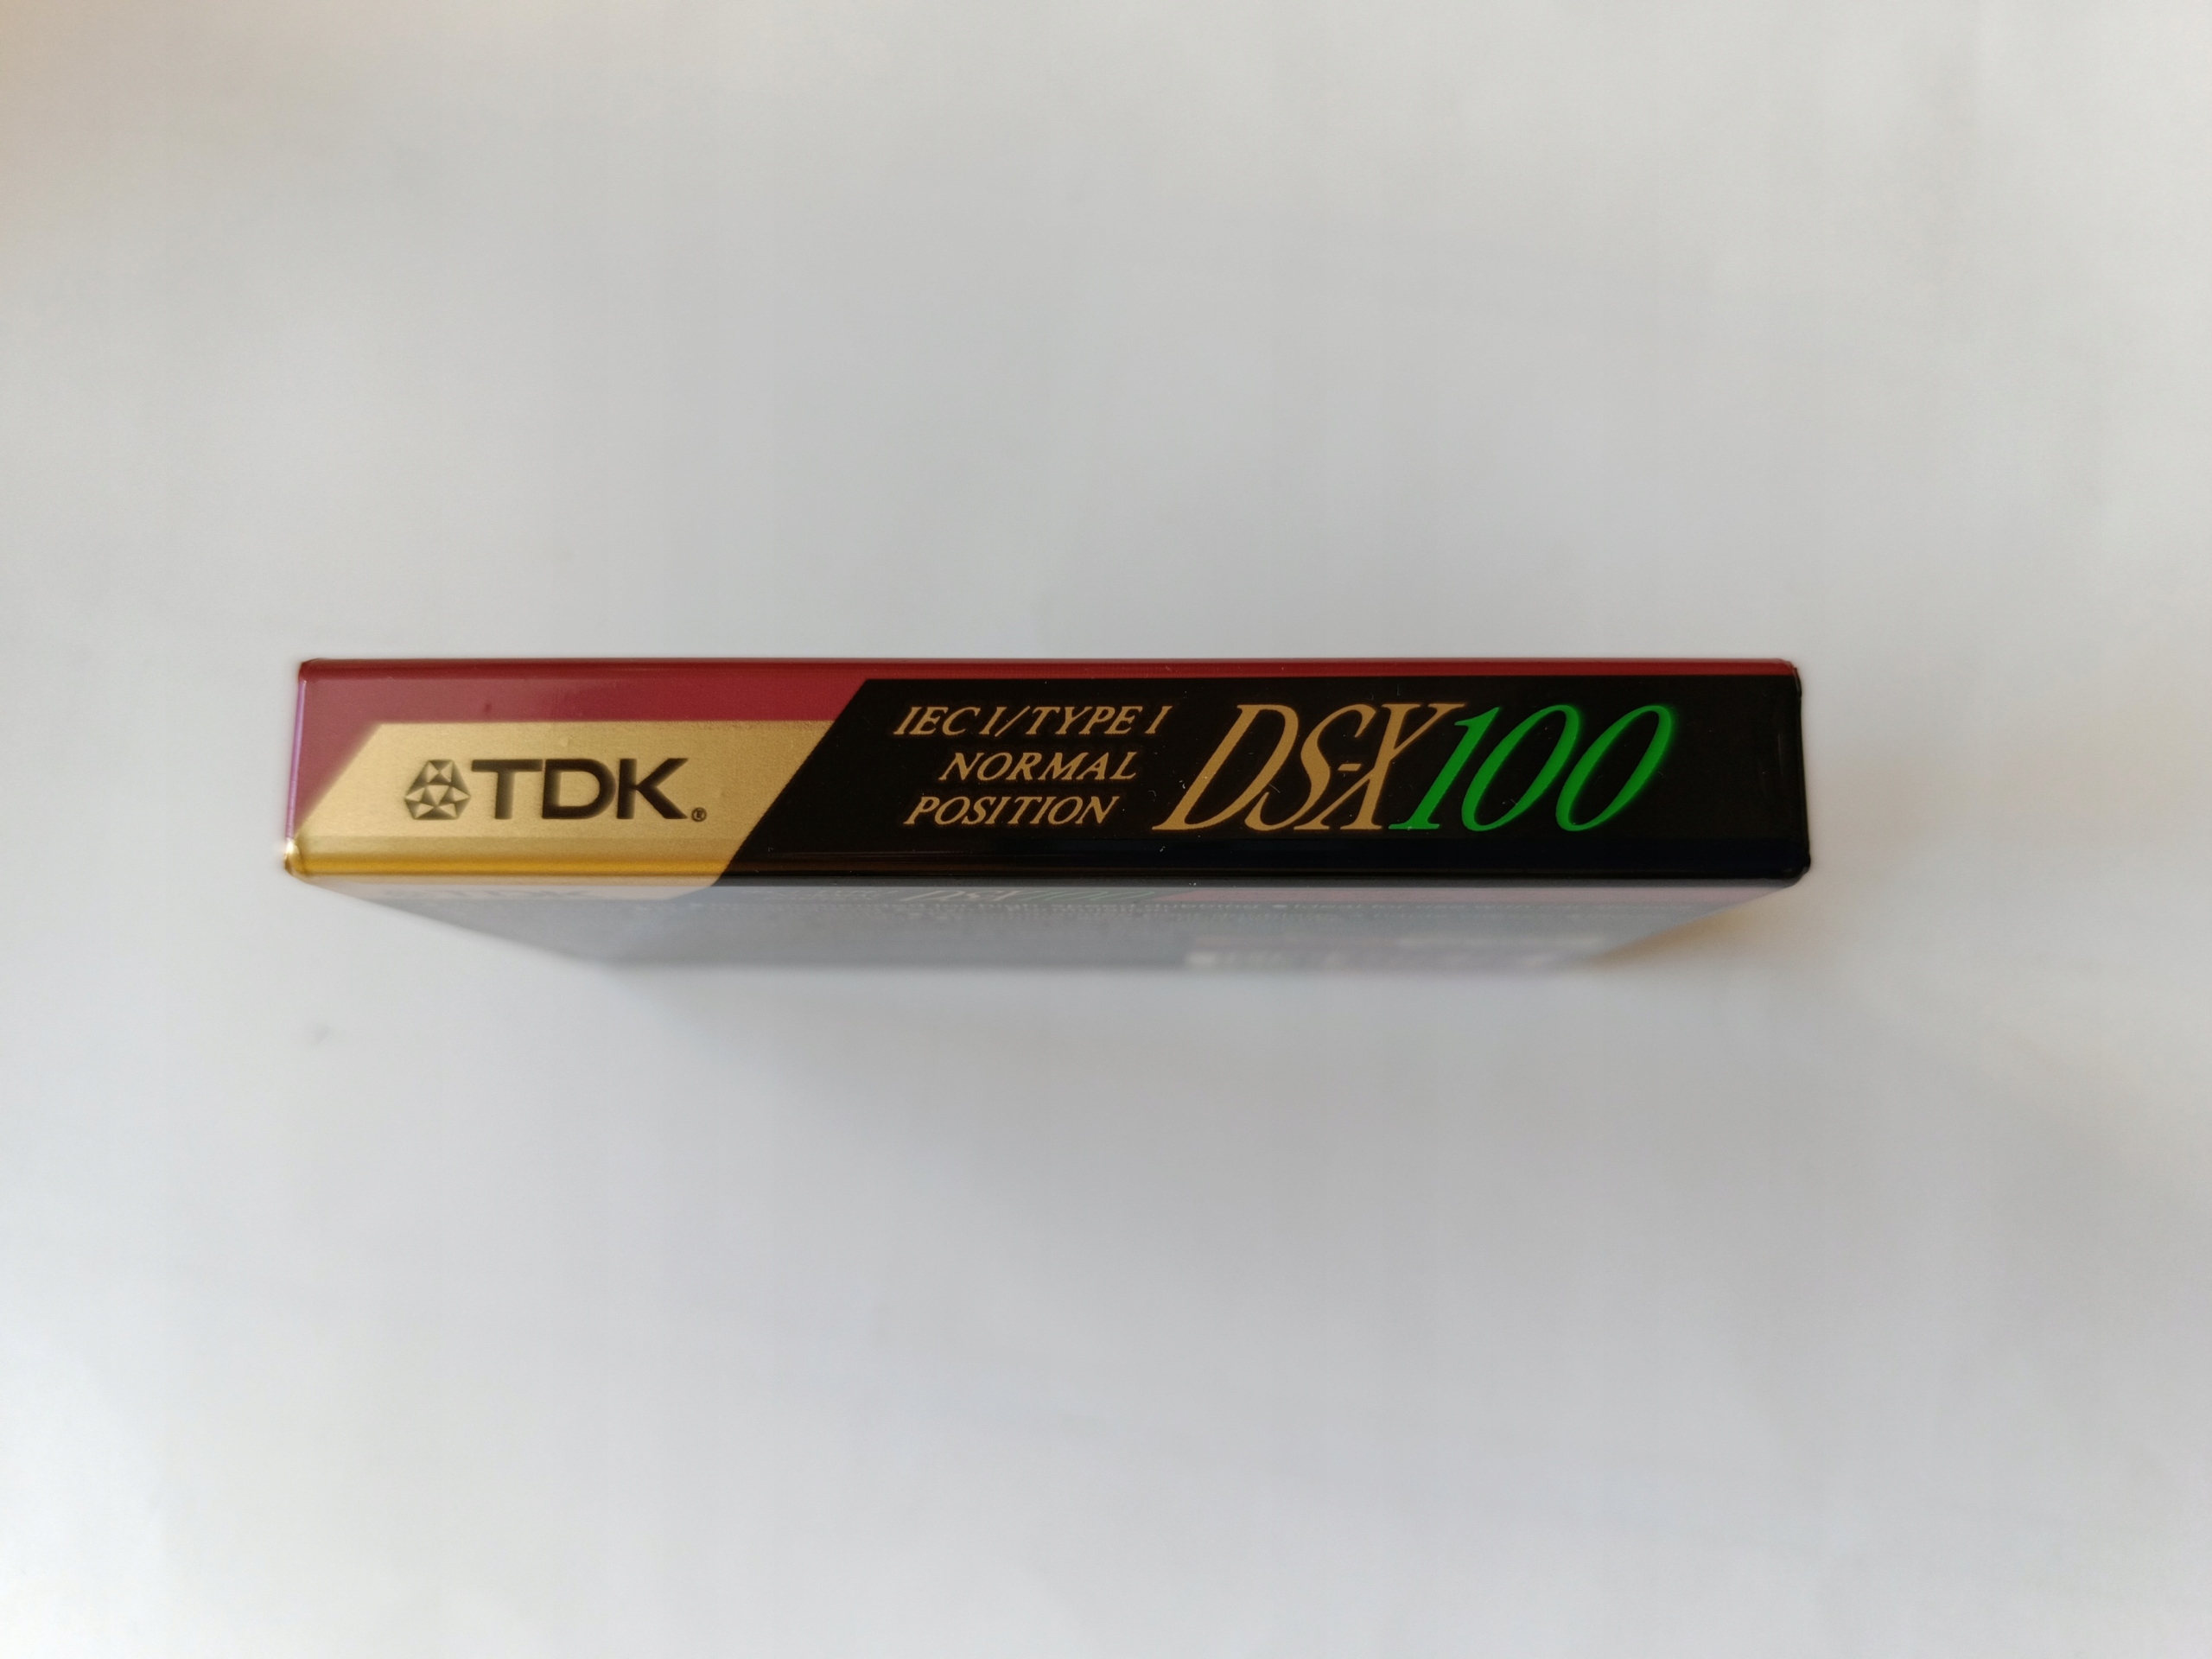 TDK®
IEC I/TYPE I
NORMAL
POSITION
DS-X100